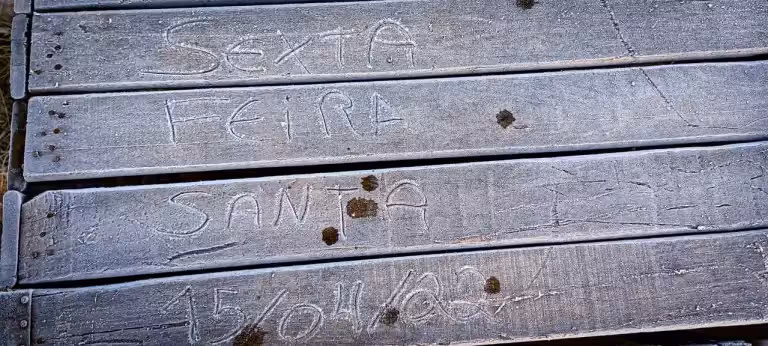 SEXTA
FEIRA
SANTA
15/04/22